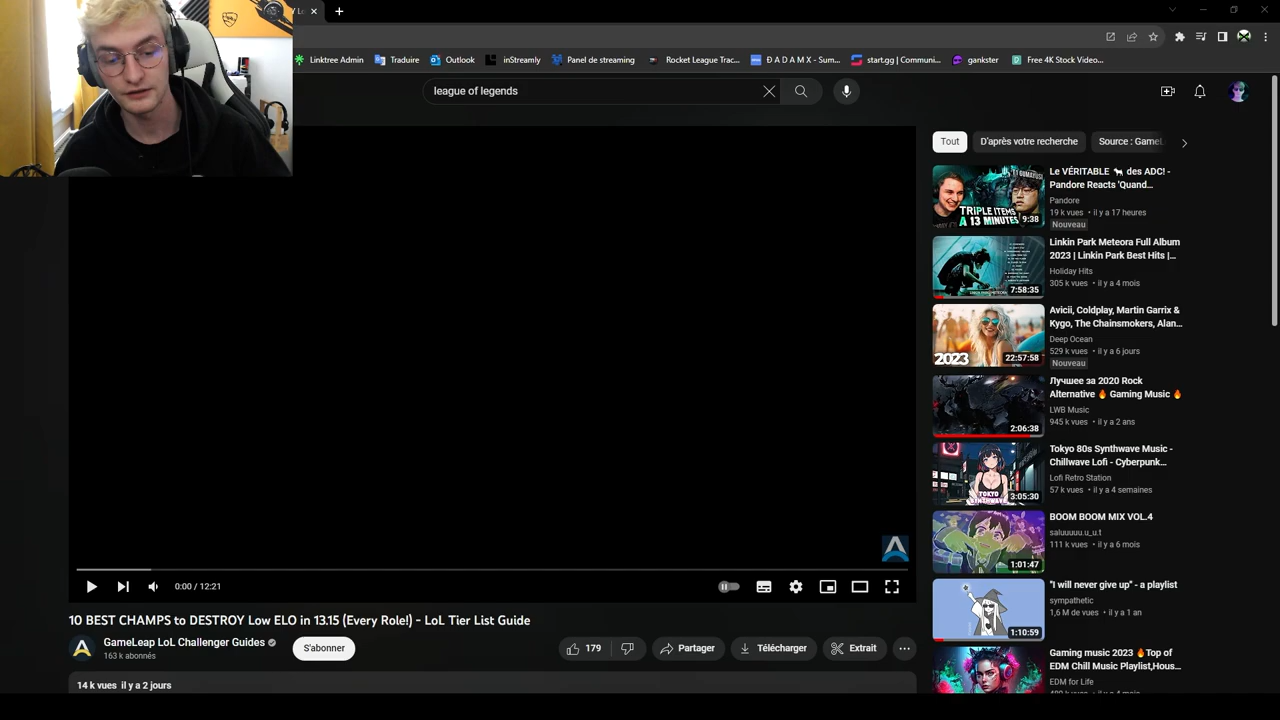 Linktree Admin
Traduire
Outlook
inStreamly
Panel de streaming
Rocket League Trac...
Ð A D A M X - Sum...
start.gg | Communi...
gankster
Free 4K Stock Video...
league of legends
Tout
D'après votre recherche
Source : GameL
Le VÉRITABLE 🐐 des ADC! -
Pandore Reacts 'Quand...
Pandore
19 k vues • il y a 17 heures
Nouveau
TRIPLE ITEMS
A 13 MINUTES
9:38
Linkin Park Meteora Full Album
2023 | Linkin Park Best Hits |...
Holiday Hits
305 k vues • il y a 4 mois
7:58:35
Avicii, Coldplay, Martin Garrix &
Kygo, The Chainsmokers, Alan...
Deep Ocean
529 k vues • il y a 6 jours
Nouveau
2023
22:57:58
Лучшее за 2020 Rock
Alternative 🔥 Gaming Music 🔥
LWB Music
945 k vues • il y a 2 ans
2:06:38
Tokyo 80s Synthwave Music -
Chillwave Lofi - Cyberpunk...
Lofi Retro Station
57 k vues • il y a 4 semaines
TOKYO
SYNTHWAVE
3:05:30
BOOM BOOM MIX VOL.4
saluuuuu.u_u.t
111 k vues • il y a 6 mois
1:01:47
"I will never give up" - a playlist
sympathetic
1,6 M de vues • il y a 1 an
1:10:59
Gaming music 2023 🔥Top of
EDM Chill Music Playlist,Hous...
EDM for Life
0:00 / 12:21
10 BEST CHAMPS to DESTROY Low ELO in 13.15 (Every Role!) - LoL Tier List Guide
GameLeap LoL Challenger Guides
163 k abonnés
S'abonner
179
Partager
Télécharger
Extrait
14 k vues il y a 2 jours